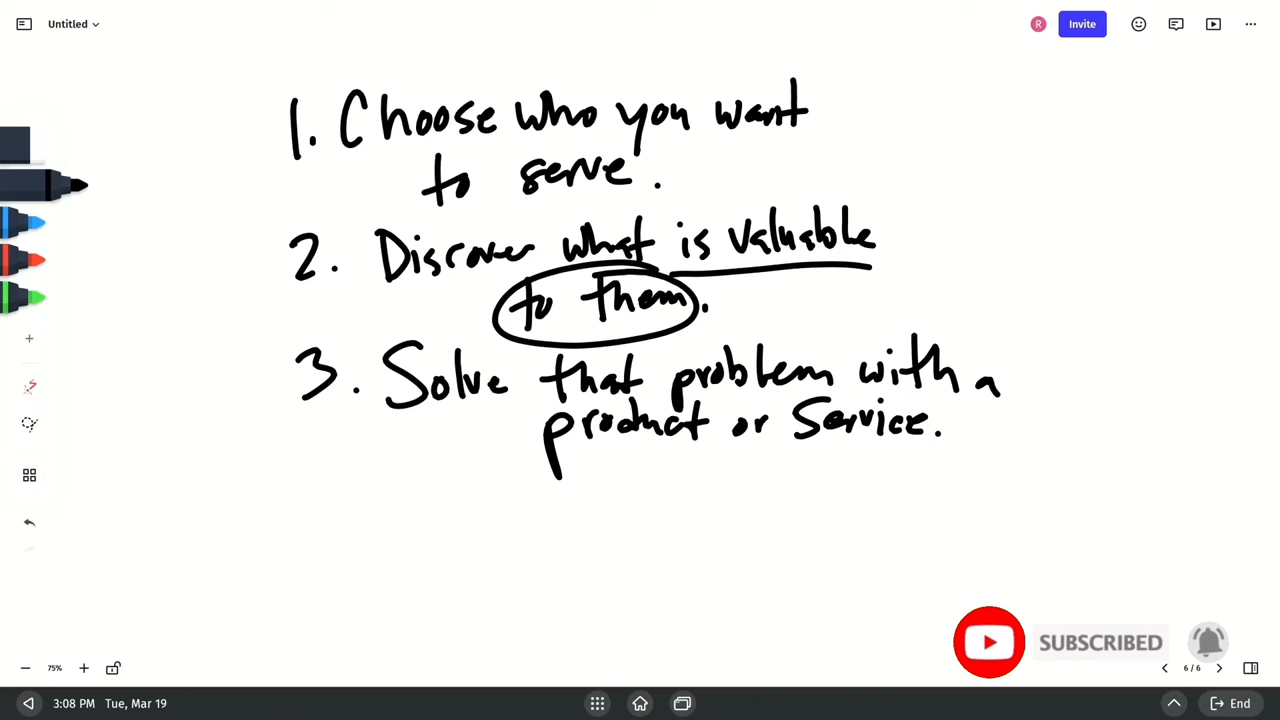 Untitled
R
Invite
1. Choose who you want
to serve.
2. Discover what is valuable
to them.
3. Solve that problem with a
product or Service.
SUBSCRIBED
75%
6 / 6
3:08 PM Tue, Mar 19
End